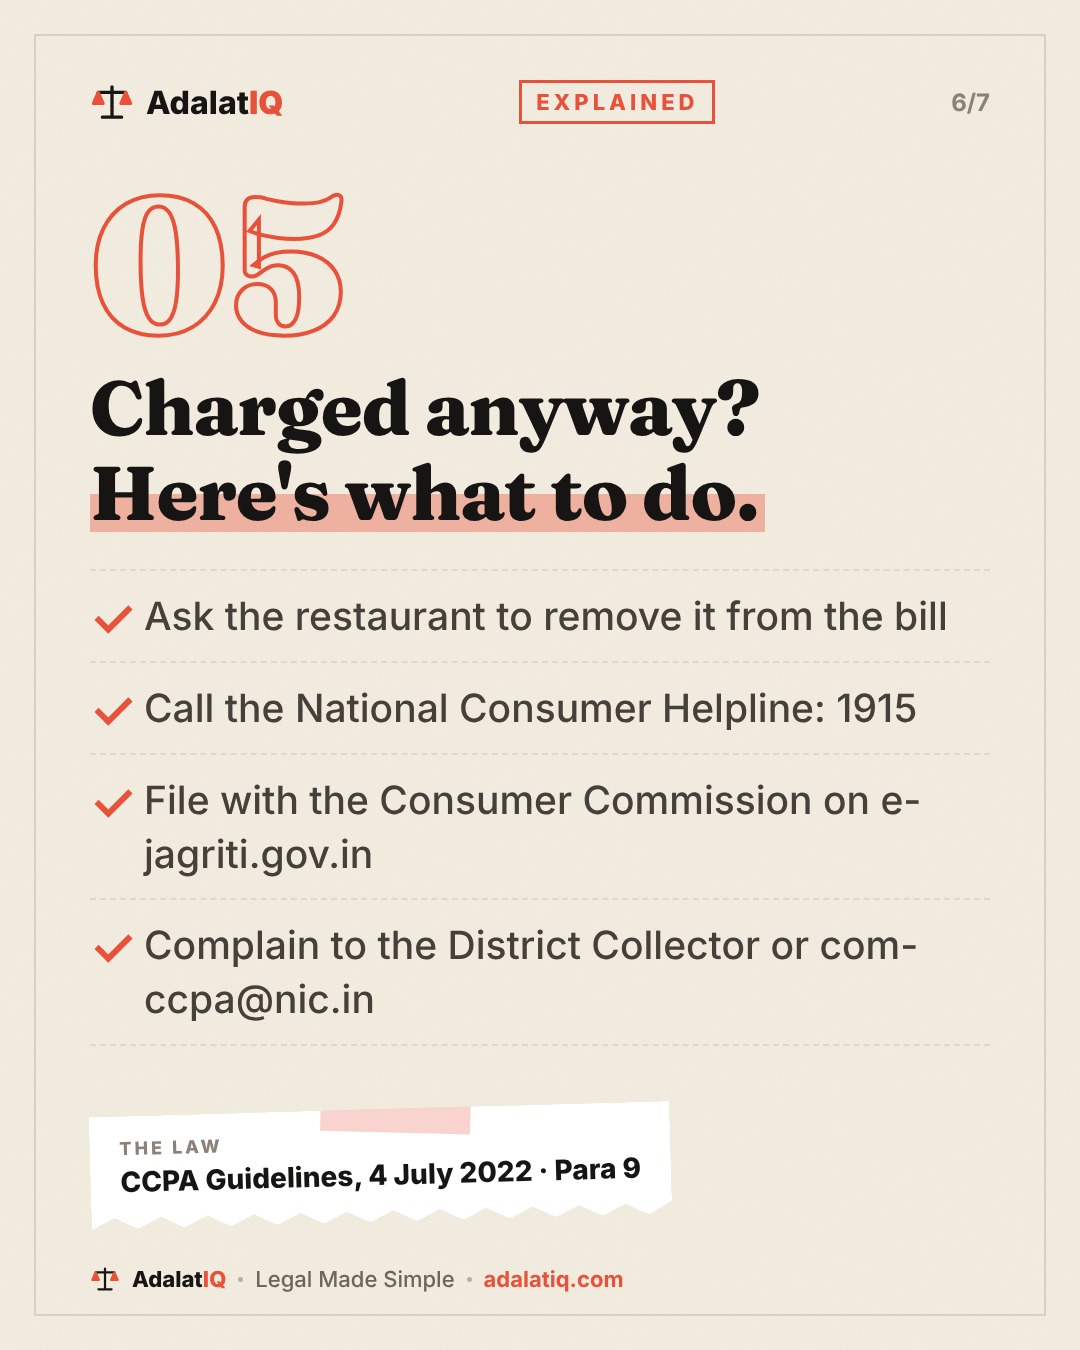 AdalatIQ
EXPLAINED
6/7
05
Charged anyway?
Here's what to do.
Ask the restaurant to remove it from the bill
Call the National Consumer Helpline: 1915
File with the Consumer Commission on e-
jagriti.gov.in
Complain to the District Collector or com-
ccpa@nic.in
THE LAW
CCPA Guidelines, 4 July 2022 · Para 9
AdalatIQ • Legal Made Simple • adalatiq.com